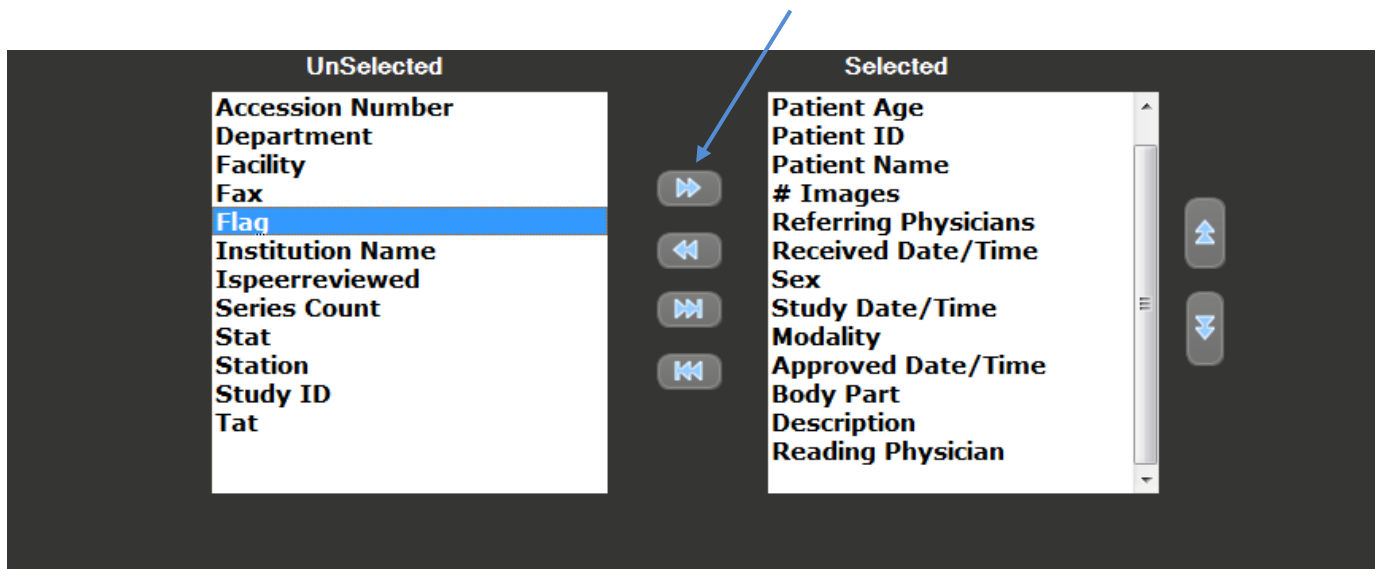 UnSelected
Accession Number
Department
Facility
Fax
Flag
Institution Name
Ispeerreviewed
Series Count
Stat
Station
Study ID
Tat
Selected
Patient Age
Patient ID
Patient Name
# Images
Referring Physicians
Received Date/Time
Sex
Study Date/Time
Modality
Approved Date/Time
Body Part
Description
Reading Physician